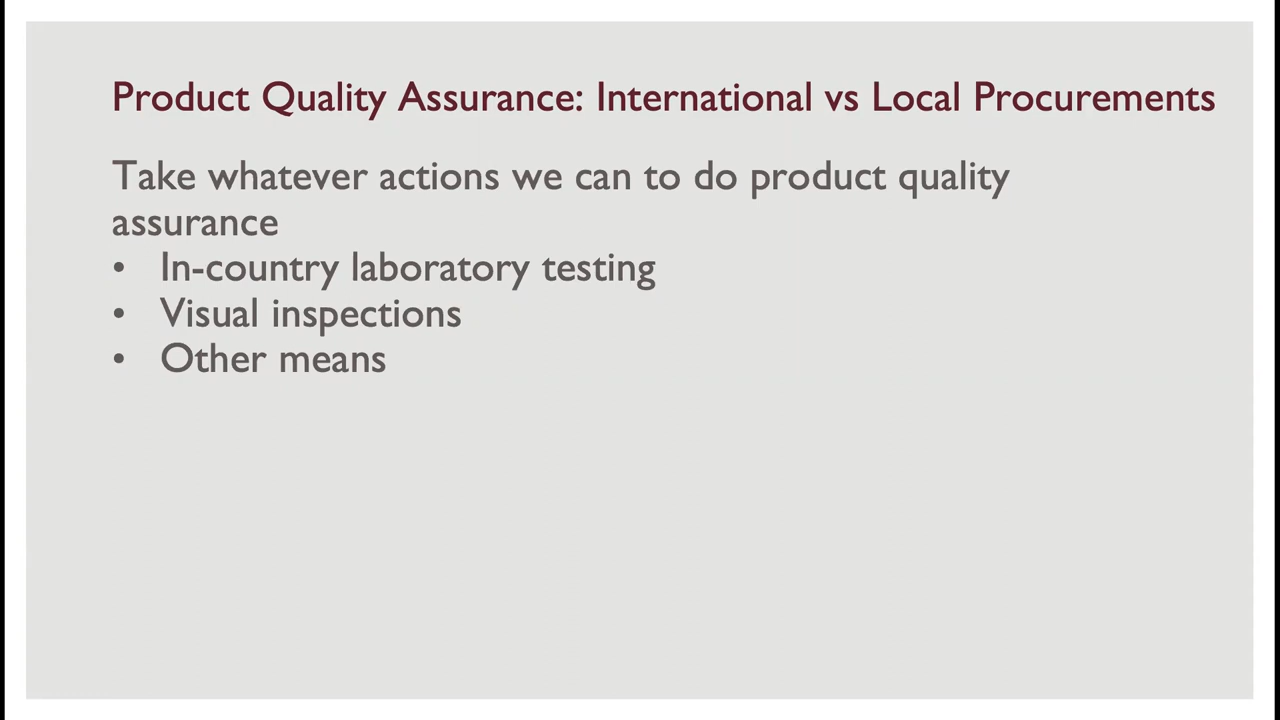 Product Quality Assurance: International vs Local Procurements
Take whatever actions we can to do product quality
assurance
• In-country laboratory testing
• Visual inspections
• Other means